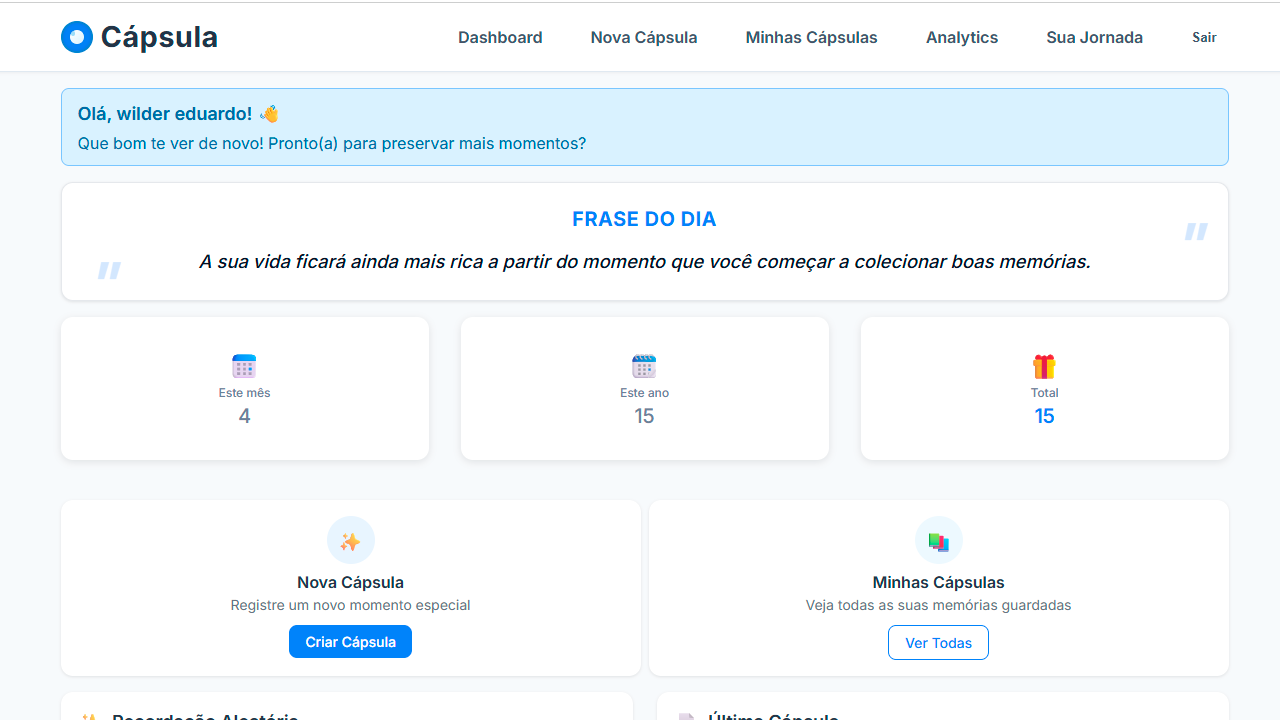 Cápsula
Dashboard
Nova Cápsula
Minhas Cápsulas
Analytics
Sua Jornada
Sair
Olá, wilder eduardo! 👋
Que bom te ver de novo! Pronto(a) para preservar mais momentos?
FRASE DO DIA
"
A sua vida ficará ainda mais rica a partir do momento que você começar a colecionar boas memórias.
"
Este mês
4
Este ano
15
Total
15
Nova Cápsula
Registre um novo momento especial
Criar Cápsula
Minhas Cápsulas
Veja todas as suas memórias guardadas
Ver Todas
Recordação Aleatória
Última Cápsula